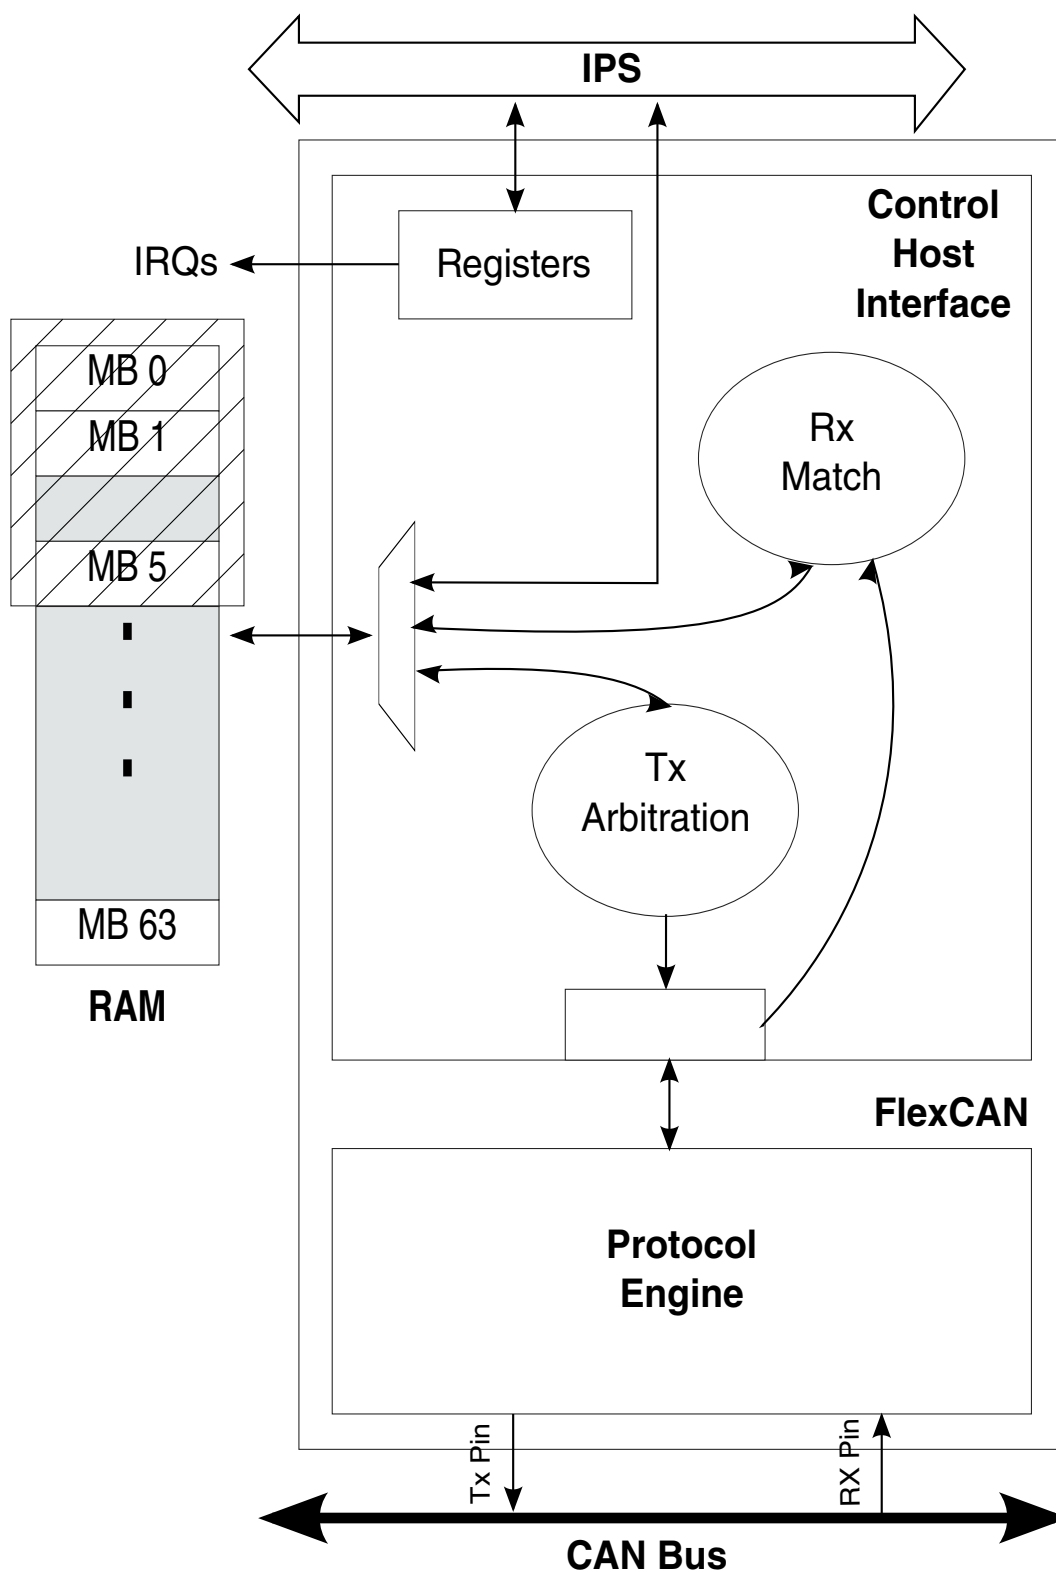 IPS
Control
Host
Interface
IRQs
Registers
MB 0
MB 1
MB 5
MB 63
RAM
Rx
Match
Tx
Arbitration
FlexCAN
Protocol
Engine
Tx Pin
RX Pin
CAN Bus